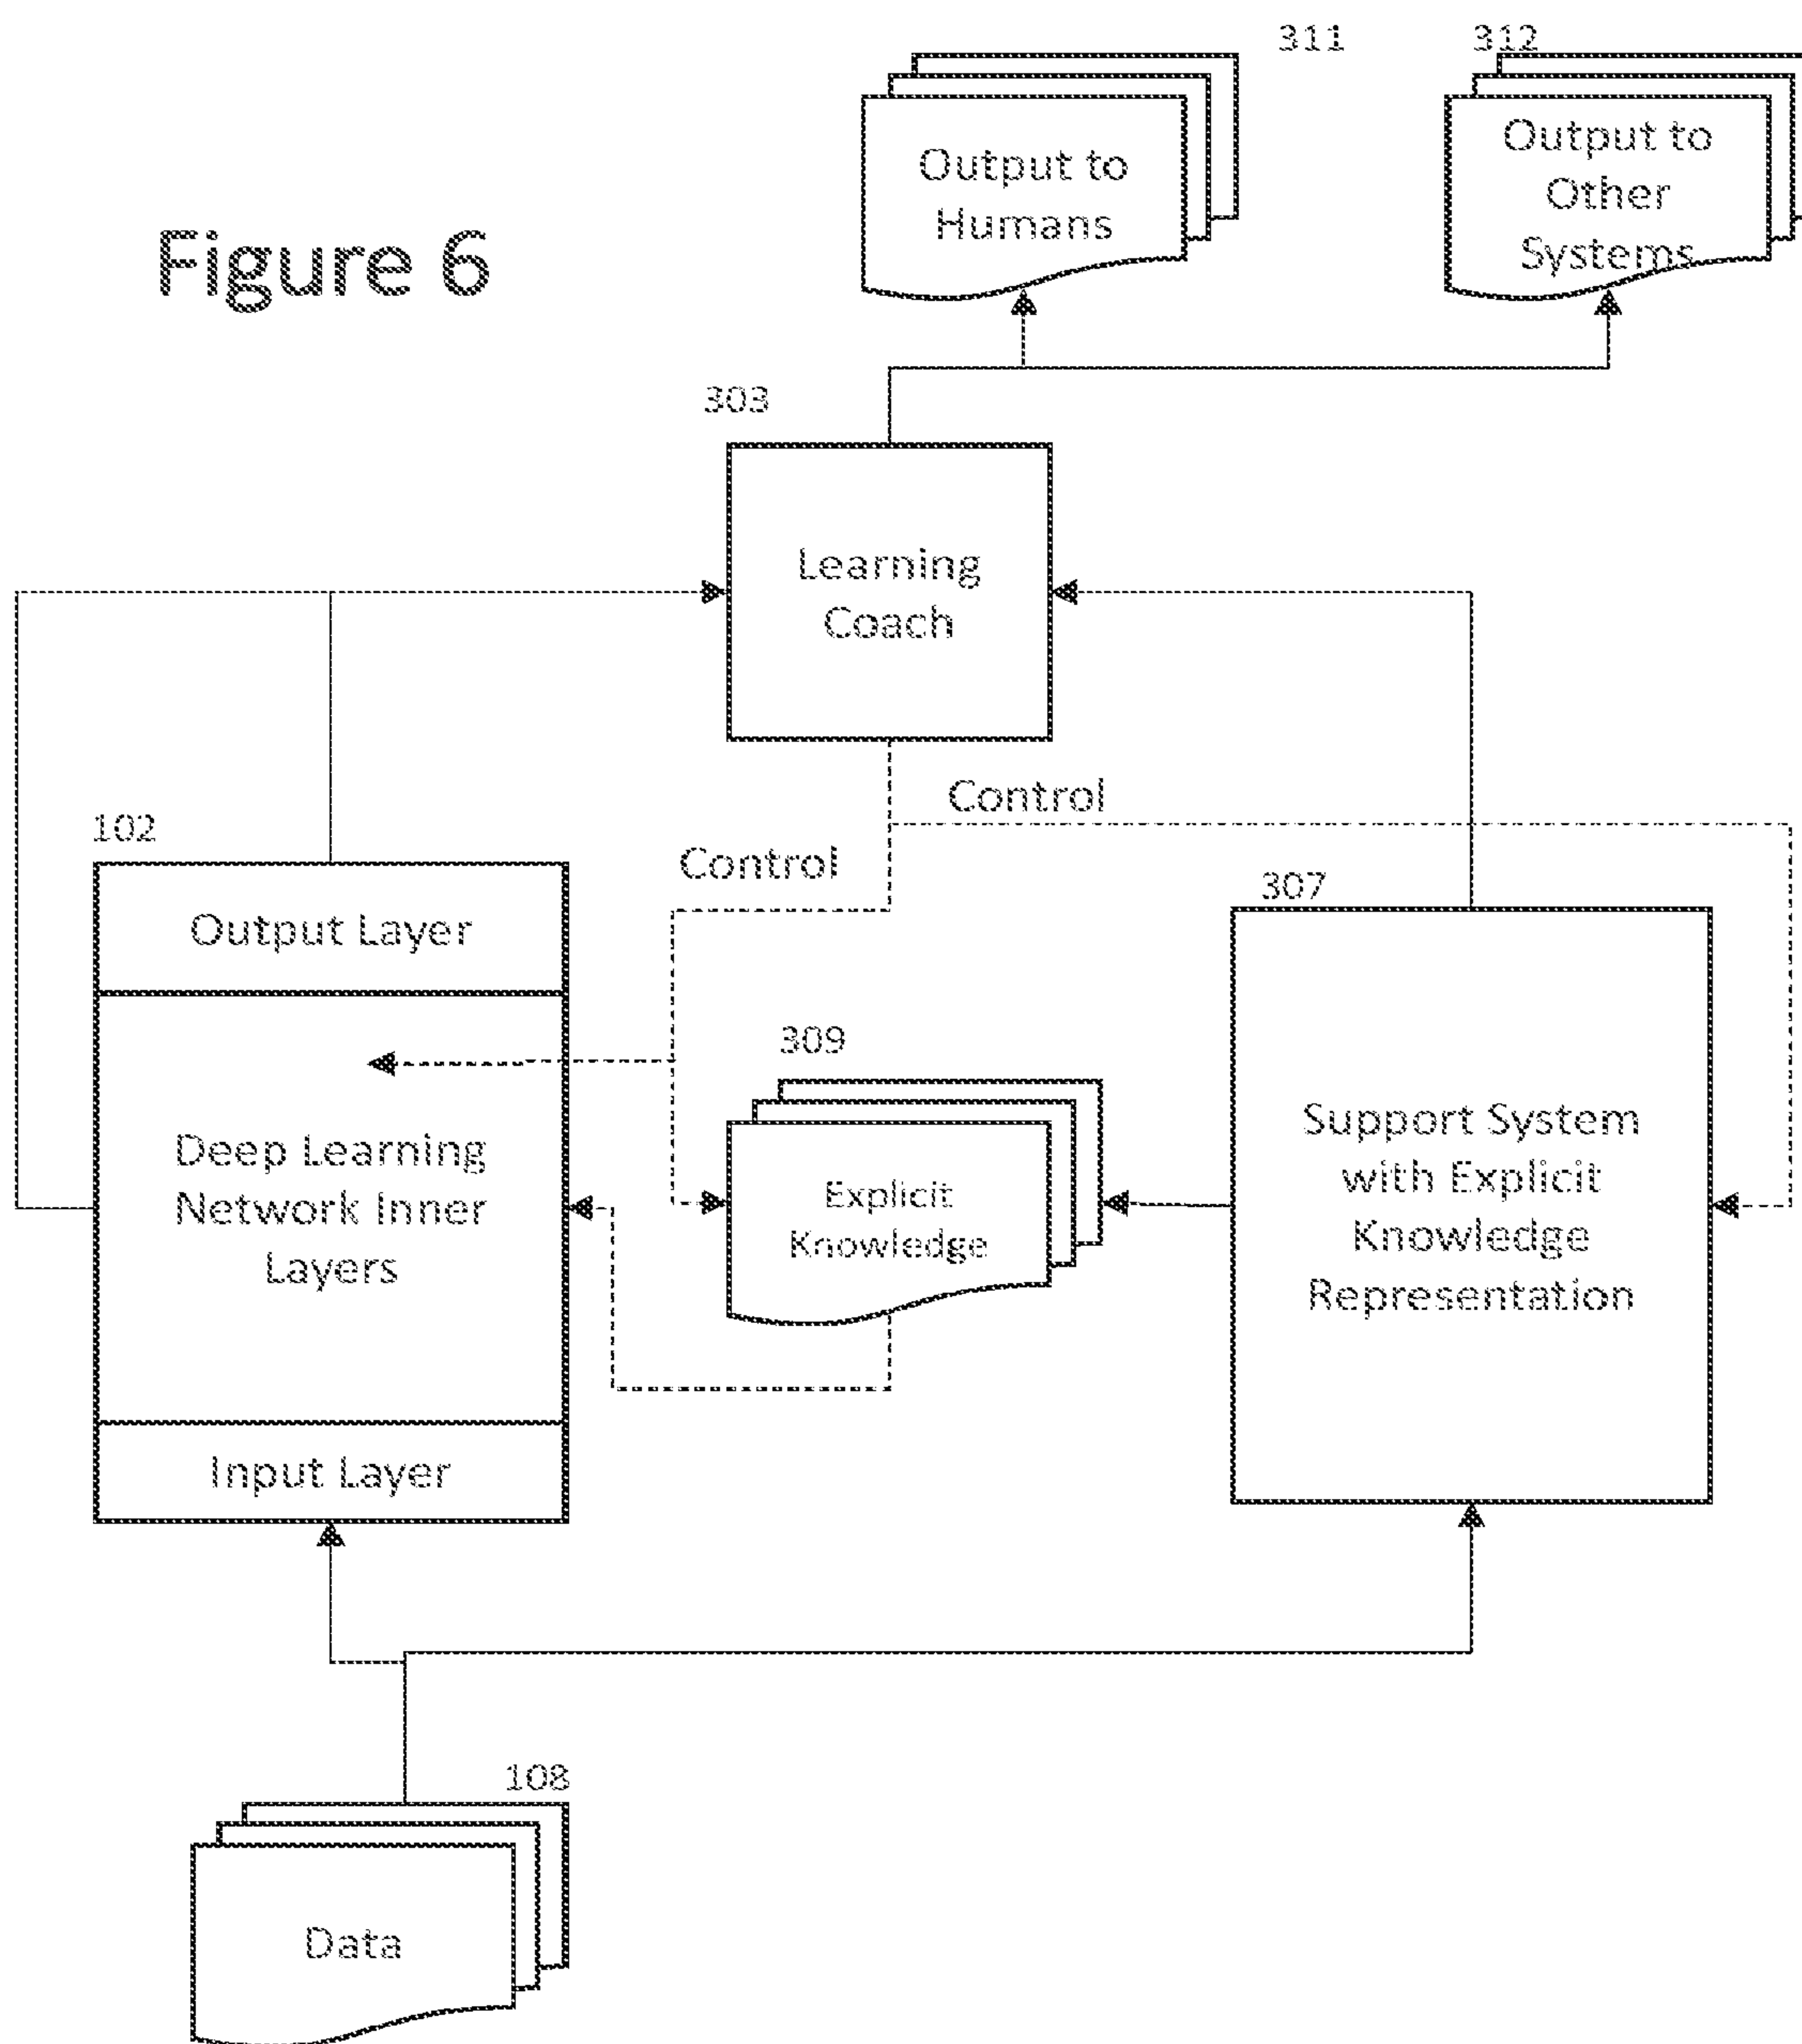 311
312
Output to
Humans
Output to
Other
Systems
Figure 6
303
Learning
Coach
Control
Control
102
Output Layer
307
309
Deep Learning
Network Inner
Layers
Explicit
Knowledge
Support System
with Explicit
Knowledge
Representation
Input Layer
108
Data